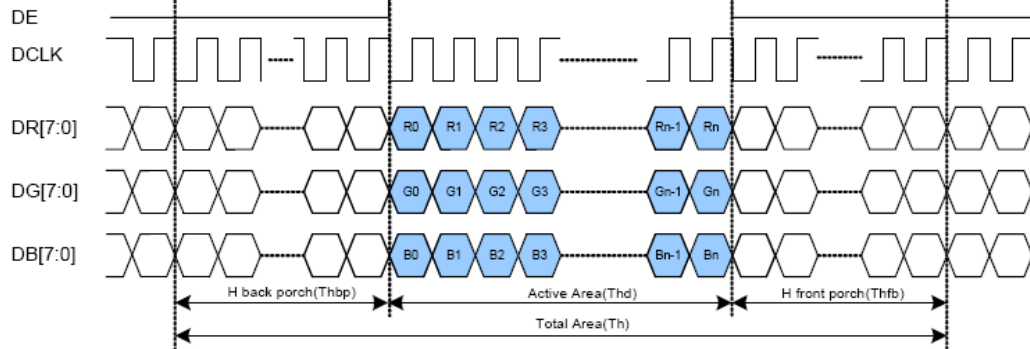 DE
DCLK
DR[7:0] R0 R1 R2 R3 Rn-1 Rn
DG[7:0] G0 G1 G2 G3 Gn-1 Gn
DB[7:0] B0 B1 B2 B3 Bn-1 Bn
H back porch(Thbp) Active Area(Thd) H front porch(Thfb)
Total Area(Th)